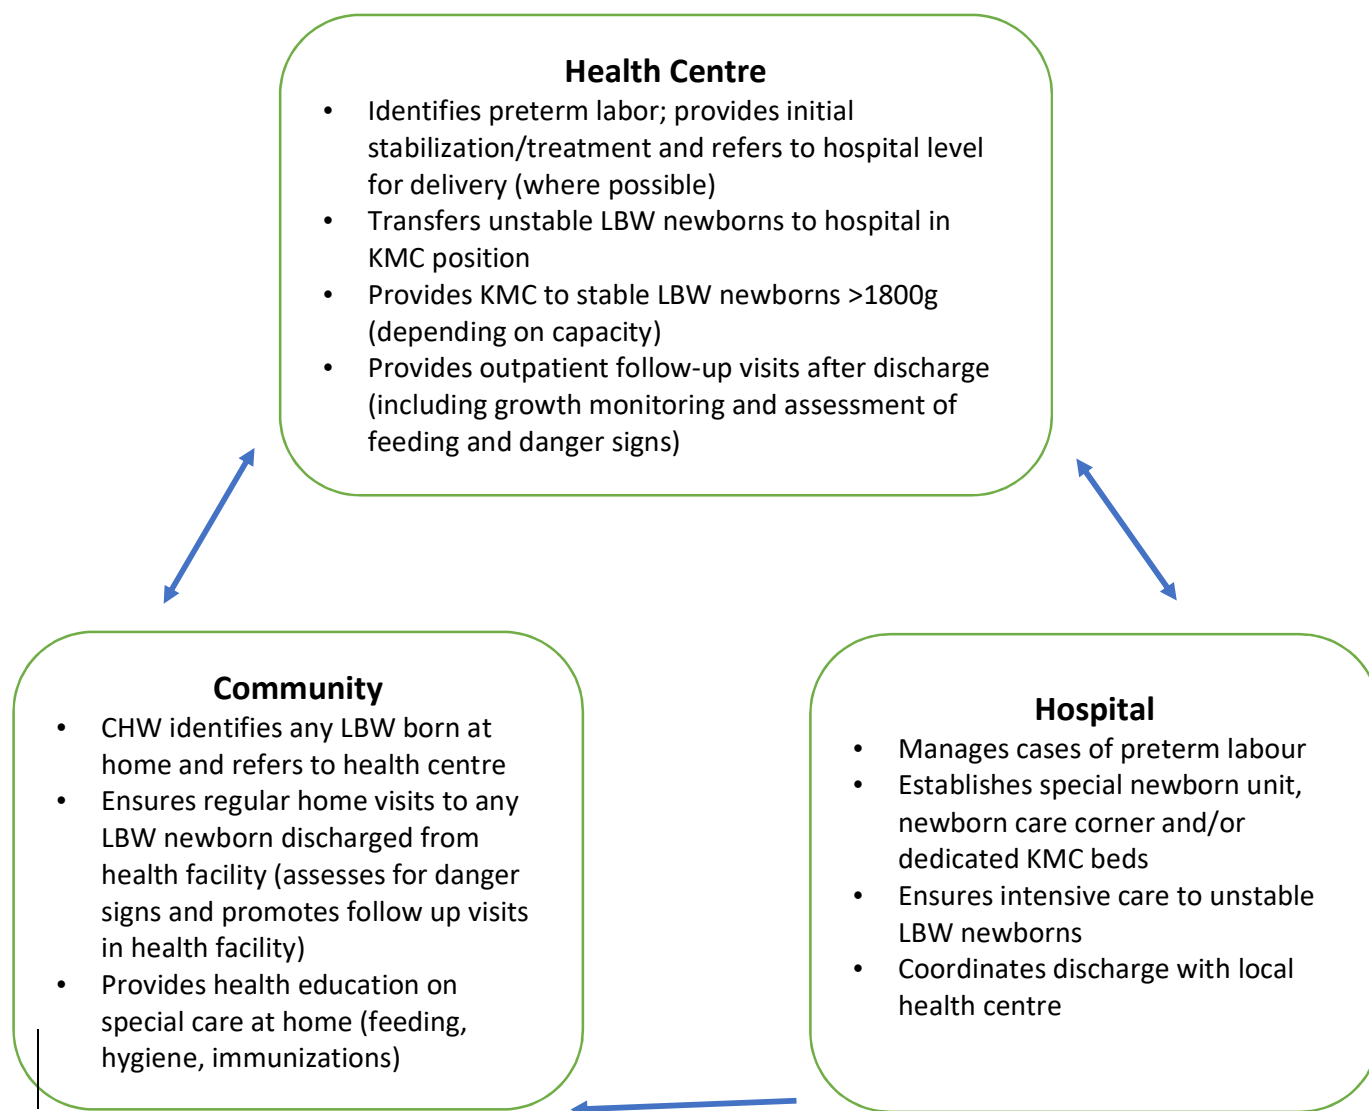 Health Centre
• Identifies preterm labor; provides initial
stabilization/treatment and refers to hospital level
for delivery (where possible)
• Transfers unstable LBW newborns to hospital in
KMC position
• Provides KMC to stable LBW newborns >1800g
(depending on capacity)
• Provides outpatient follow-up visits after discharge
(including growth monitoring and assessment of
feeding and danger signs)
Community
• CHW identifies any LBW born at
home and refers to health centre
• Ensures regular home visits to any
LBW newborn discharged from
health facility (assesses for danger
signs and promotes follow up visits
in health facility)
• Provides health education on
special care at home (feeding,
hygiene, immunizations)
Hospital
• Manages cases of preterm labour
• Establishes special newborn unit,
newborn care corner and/or
dedicated KMC beds
• Ensures intensive care to unstable
LBW newborns
• Coordinates discharge with local
health centre